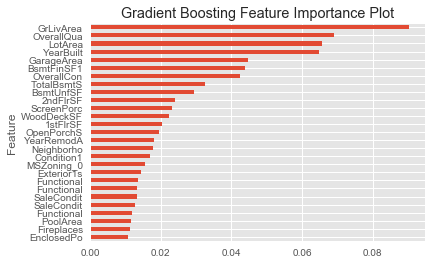 Gradient Boosting Feature Importance Plot
GrLivArea
OverallQua
LotArea
YearBuilt
GarageArea
BsmtFinSF1
OverallCon
TotalBsmtS
BsmtUnfSF
2ndFlrSF
ScreenPorc
WoodDeckSF
1stFlrSF
OpenPorchS
YearRemodA
Neighborho
Condition1
MSZoning_0
ExteriorTs
Functional
Functional
SaleCondit
SaleCondit
Functional
PoolArea
Fireplaces
EnclosedPo
Feature
0.00 0.02 0.04 0.06 0.08